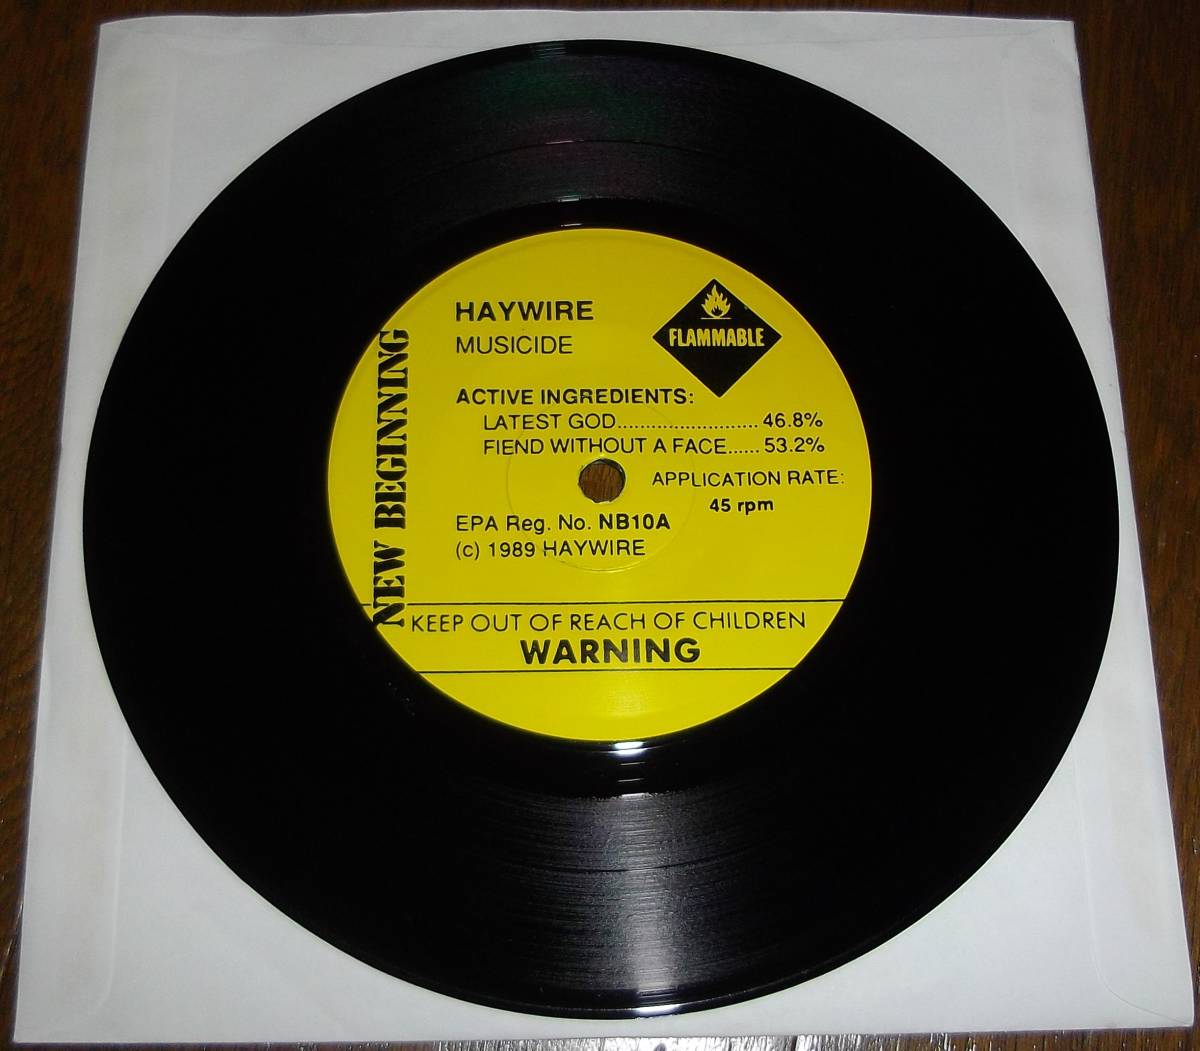 NEW BEGINNING
HAYWIRE
MUSICIDE
FLAMMABLE
ACTIVE INGREDIENTS:
LATEST GOD......................... 46.8%
FIEND WITHOUT A FACE...... 53.2%
APPLICATION RATE:
45 rpm
EPA Reg. No. NB10A
(c) 1989 HAYWIRE
KEEP OUT OF REACH OF CHILDREN
WARNING